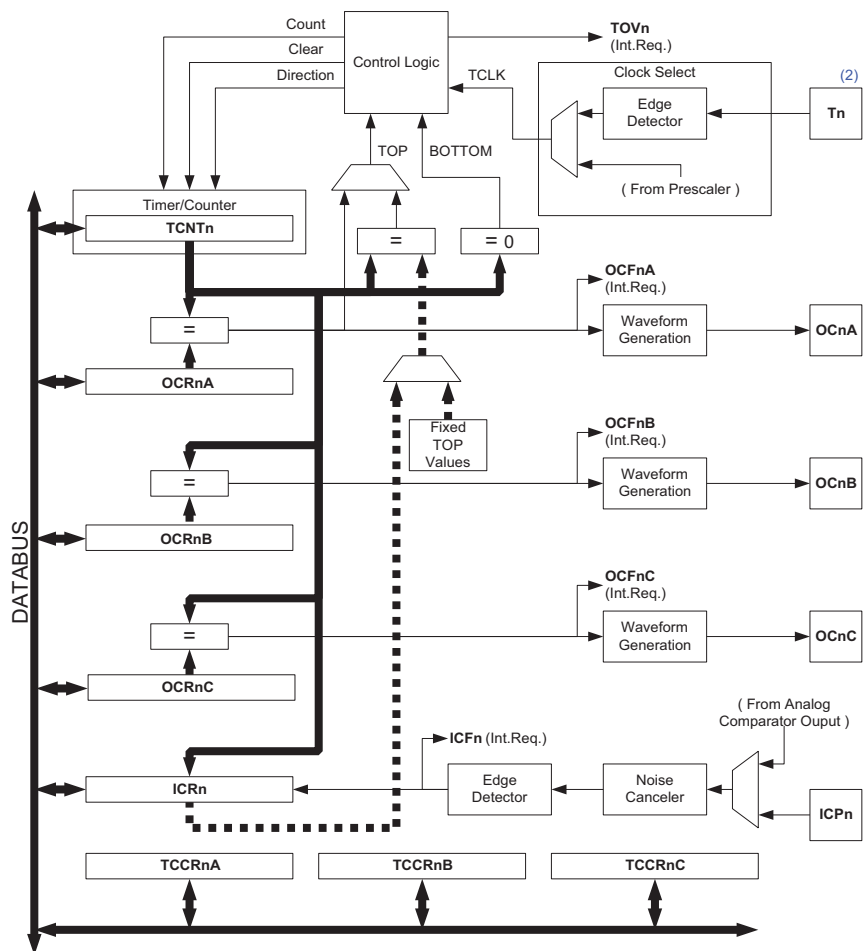 Count
Clear
Direction
Control Logic
TOVn
(Int.Req.)
TCLK
Clock Select
Edge
Detector
( From Prescaler )
(2)
Tn
TOP
BOTTOM
Timer/Counter
TCNTn
=
= 0
=
OCRnA
OCFnA
(Int.Req.)
Waveform
Generation
OCnA
Fixed
TOP
Values
=
OCRnB
OCFnB
(Int.Req.)
Waveform
Generation
OCnB
DATABUS
=
OCRnC
OCFnC
(Int.Req.)
Waveform
Generation
OCnC
( From Analog
Comparator Ouput )
ICFn (Int.Req.)
ICRn
Edge
Detector
Noise
Canceler
ICPn
TCCRnA
TCCRnB
TCCRnC